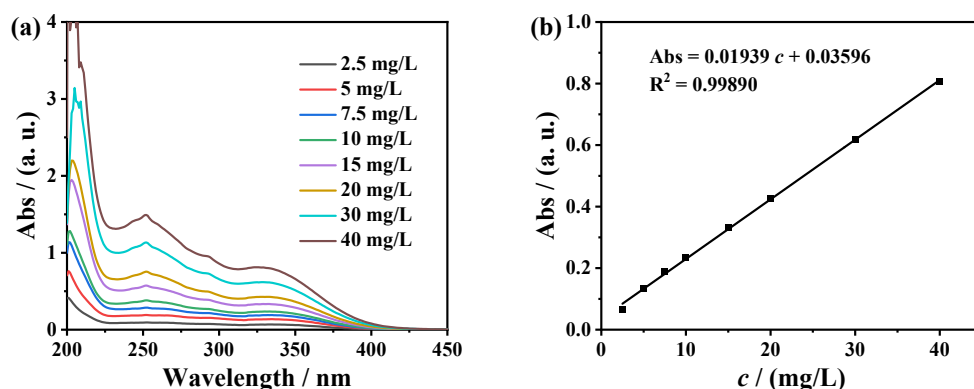 (a)
4
3
2
1
0
200 250 300 350 400 450
Abs / (a. u.)
Wavelength / nm
2.5 mg/L
5 mg/L
7.5 mg/L
10 mg/L
15 mg/L
20 mg/L
30 mg/L
40 mg/L
(b)
1.0
0.8
0.6
0.4
0.2
0.0
0 10 20 30 40
Abs / (a. u.)
c / (mg/L)
Abs = 0.01939 c + 0.03596
R² = 0.99890